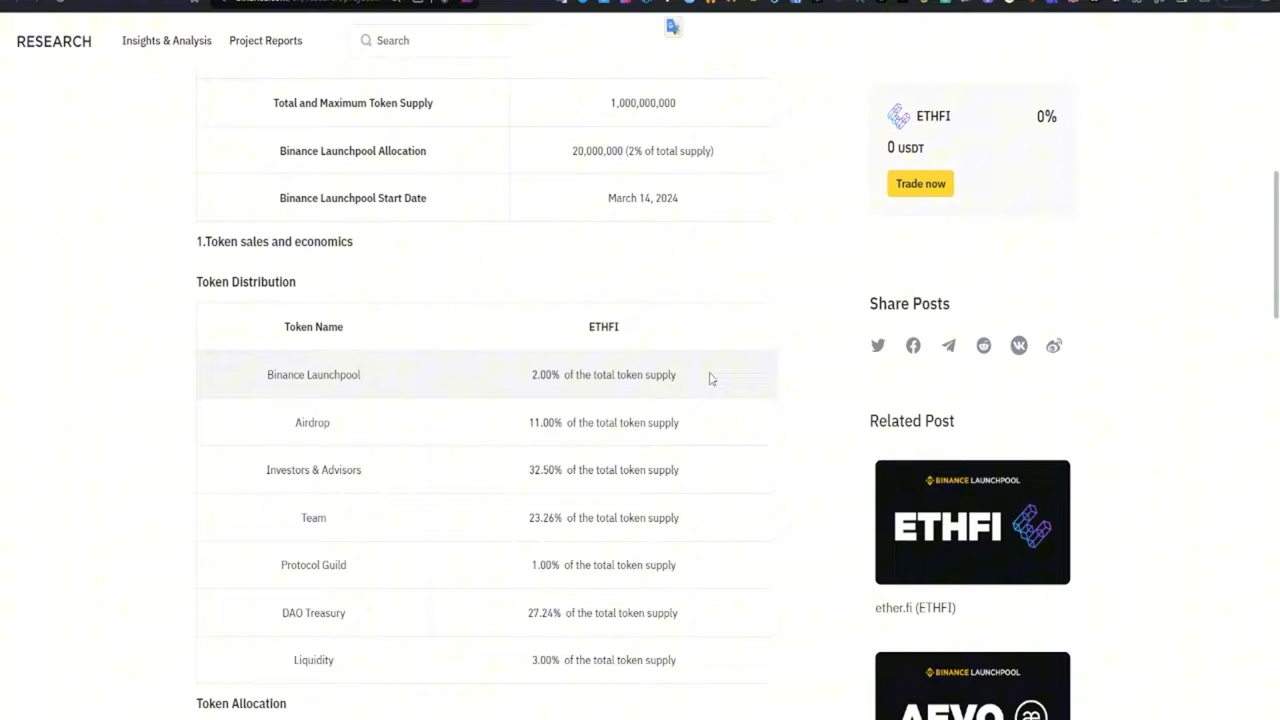 RESEARCH
Insights & Analysis
Project Reports
Search
Total and Maximum Token Supply
1,000,000,000
Binance Launchpool Allocation
20,000,000 (2% of total supply)
Binance Launchpool Start Date
March 14, 2024
1.Token sales and economics
Token Distribution
Token Name
ETHFI
Binance Launchpool
2.00% of the total token supply
Airdrop
11.00% of the total token supply
Investors & Advisors
32.50% of the total token supply
Team
23.26% of the total token supply
Protocol Guild
1.00% of the total token supply
DAO Treasury
27.24% of the total token supply
Liquidity
3.00% of the total token supply
Token Allocation
ETHFI
0%
0 USDT
Trade now
Share Posts
Related Post
BINANCE LAUNCHPOOL
ETHFI
ether.fi (ETHFI)
BINANCE LAUNCHPOOL
AEVO